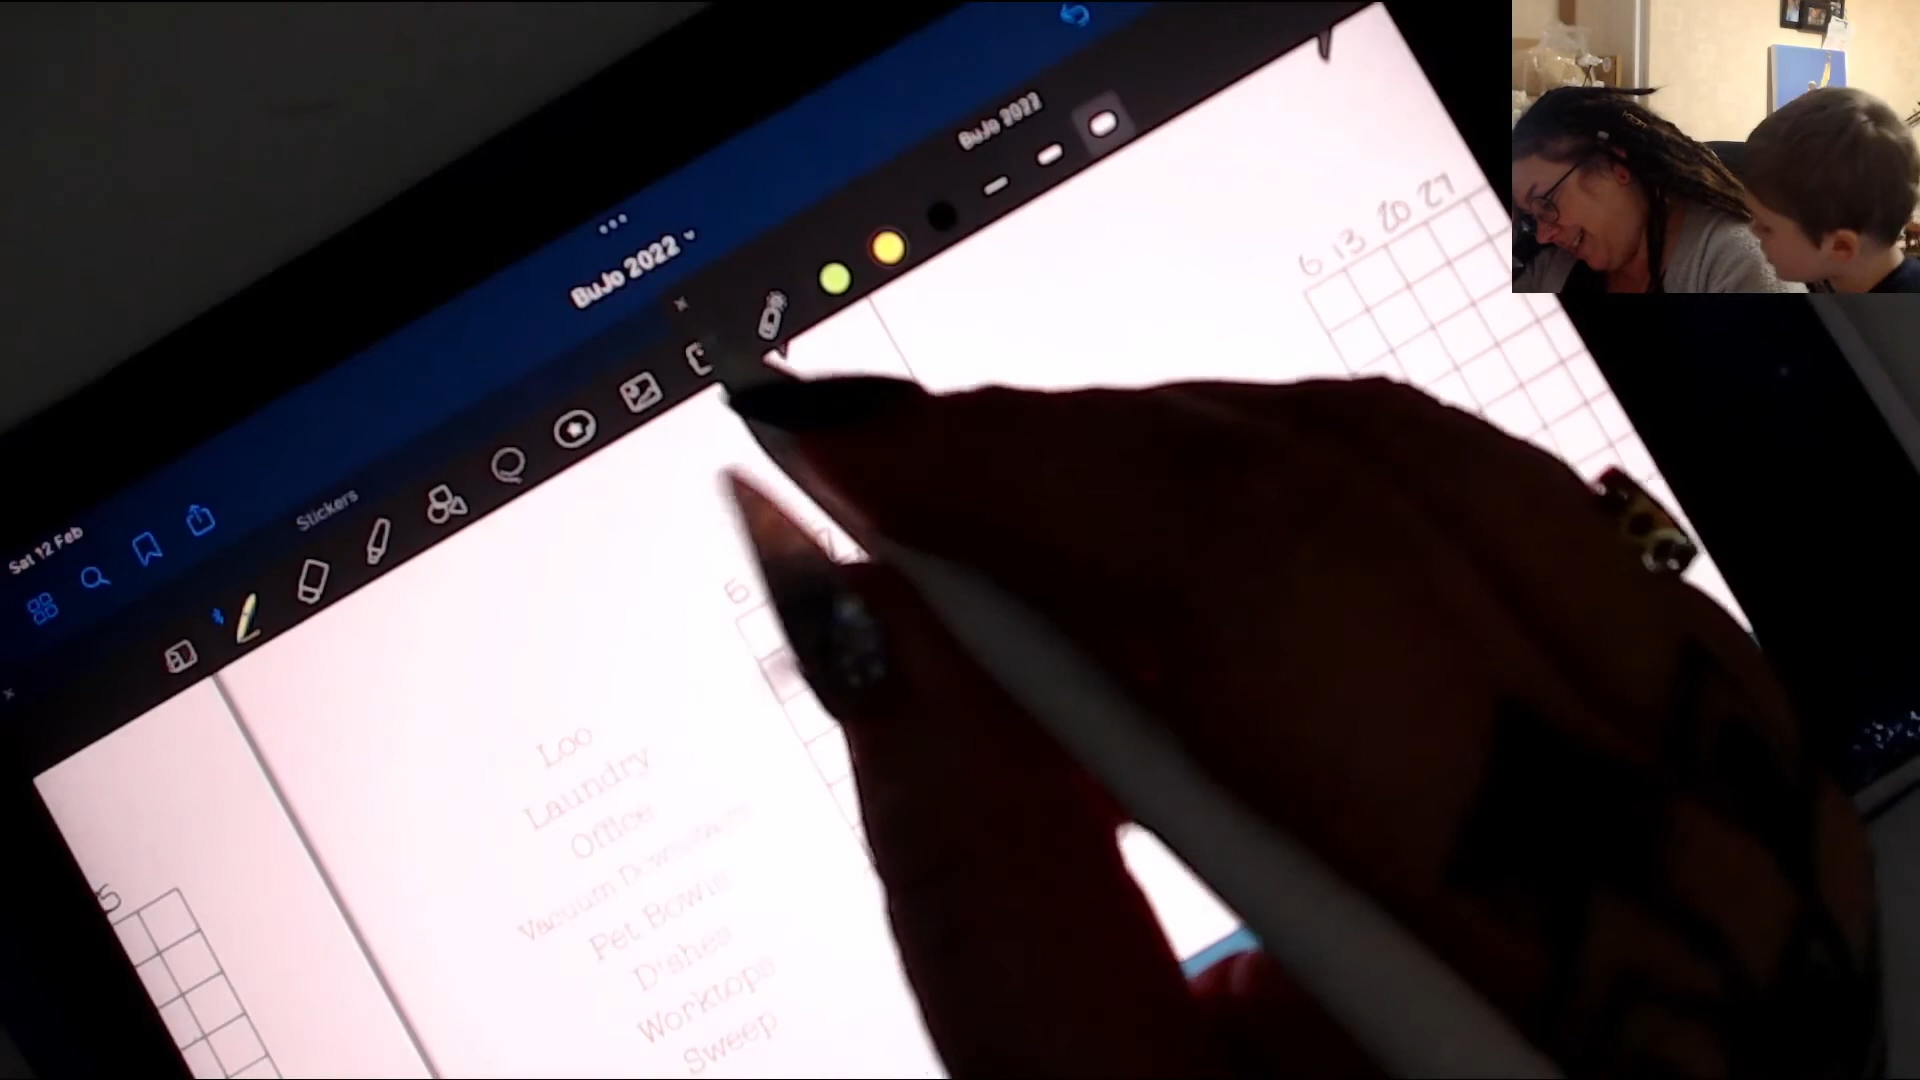 Sat 12 Feb
BuJo 2022
BuJo 2022
Stickers
6 13 20 27
5
5
Loo
Laundry
Office
Vacuum Downstairs
Pet Bowls
Dishes
Worktops
Sweep